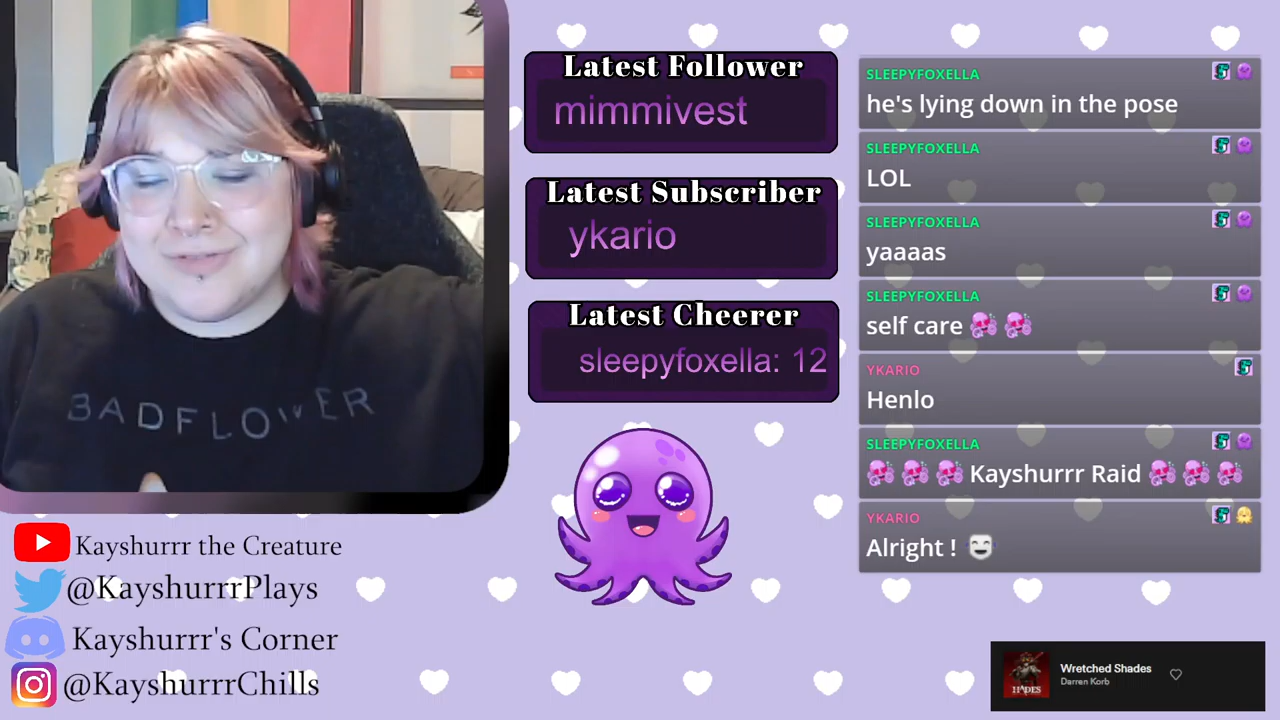 BADFLOWER
Kayshurrr the Creature
@KayshurrrPlays
Kayshurrr's Corner
@KayshurrrChills
Latest Follower
mimmivest
Latest Subscriber
ykario
Latest Cheerer
sleepyfoxella: 12
SLEEPYFOXELLA
he's lying down in the pose
SLEEPYFOXELLA
LOL
SLEEPYFOXELLA
yaaaas
SLEEPYFOXELLA
self care
YKARIO
Henlo
SLEEPYFOXELLA
Kayshurrr Raid
YKARIO
Alright !
HADES
Wretched Shades
Darren Korb